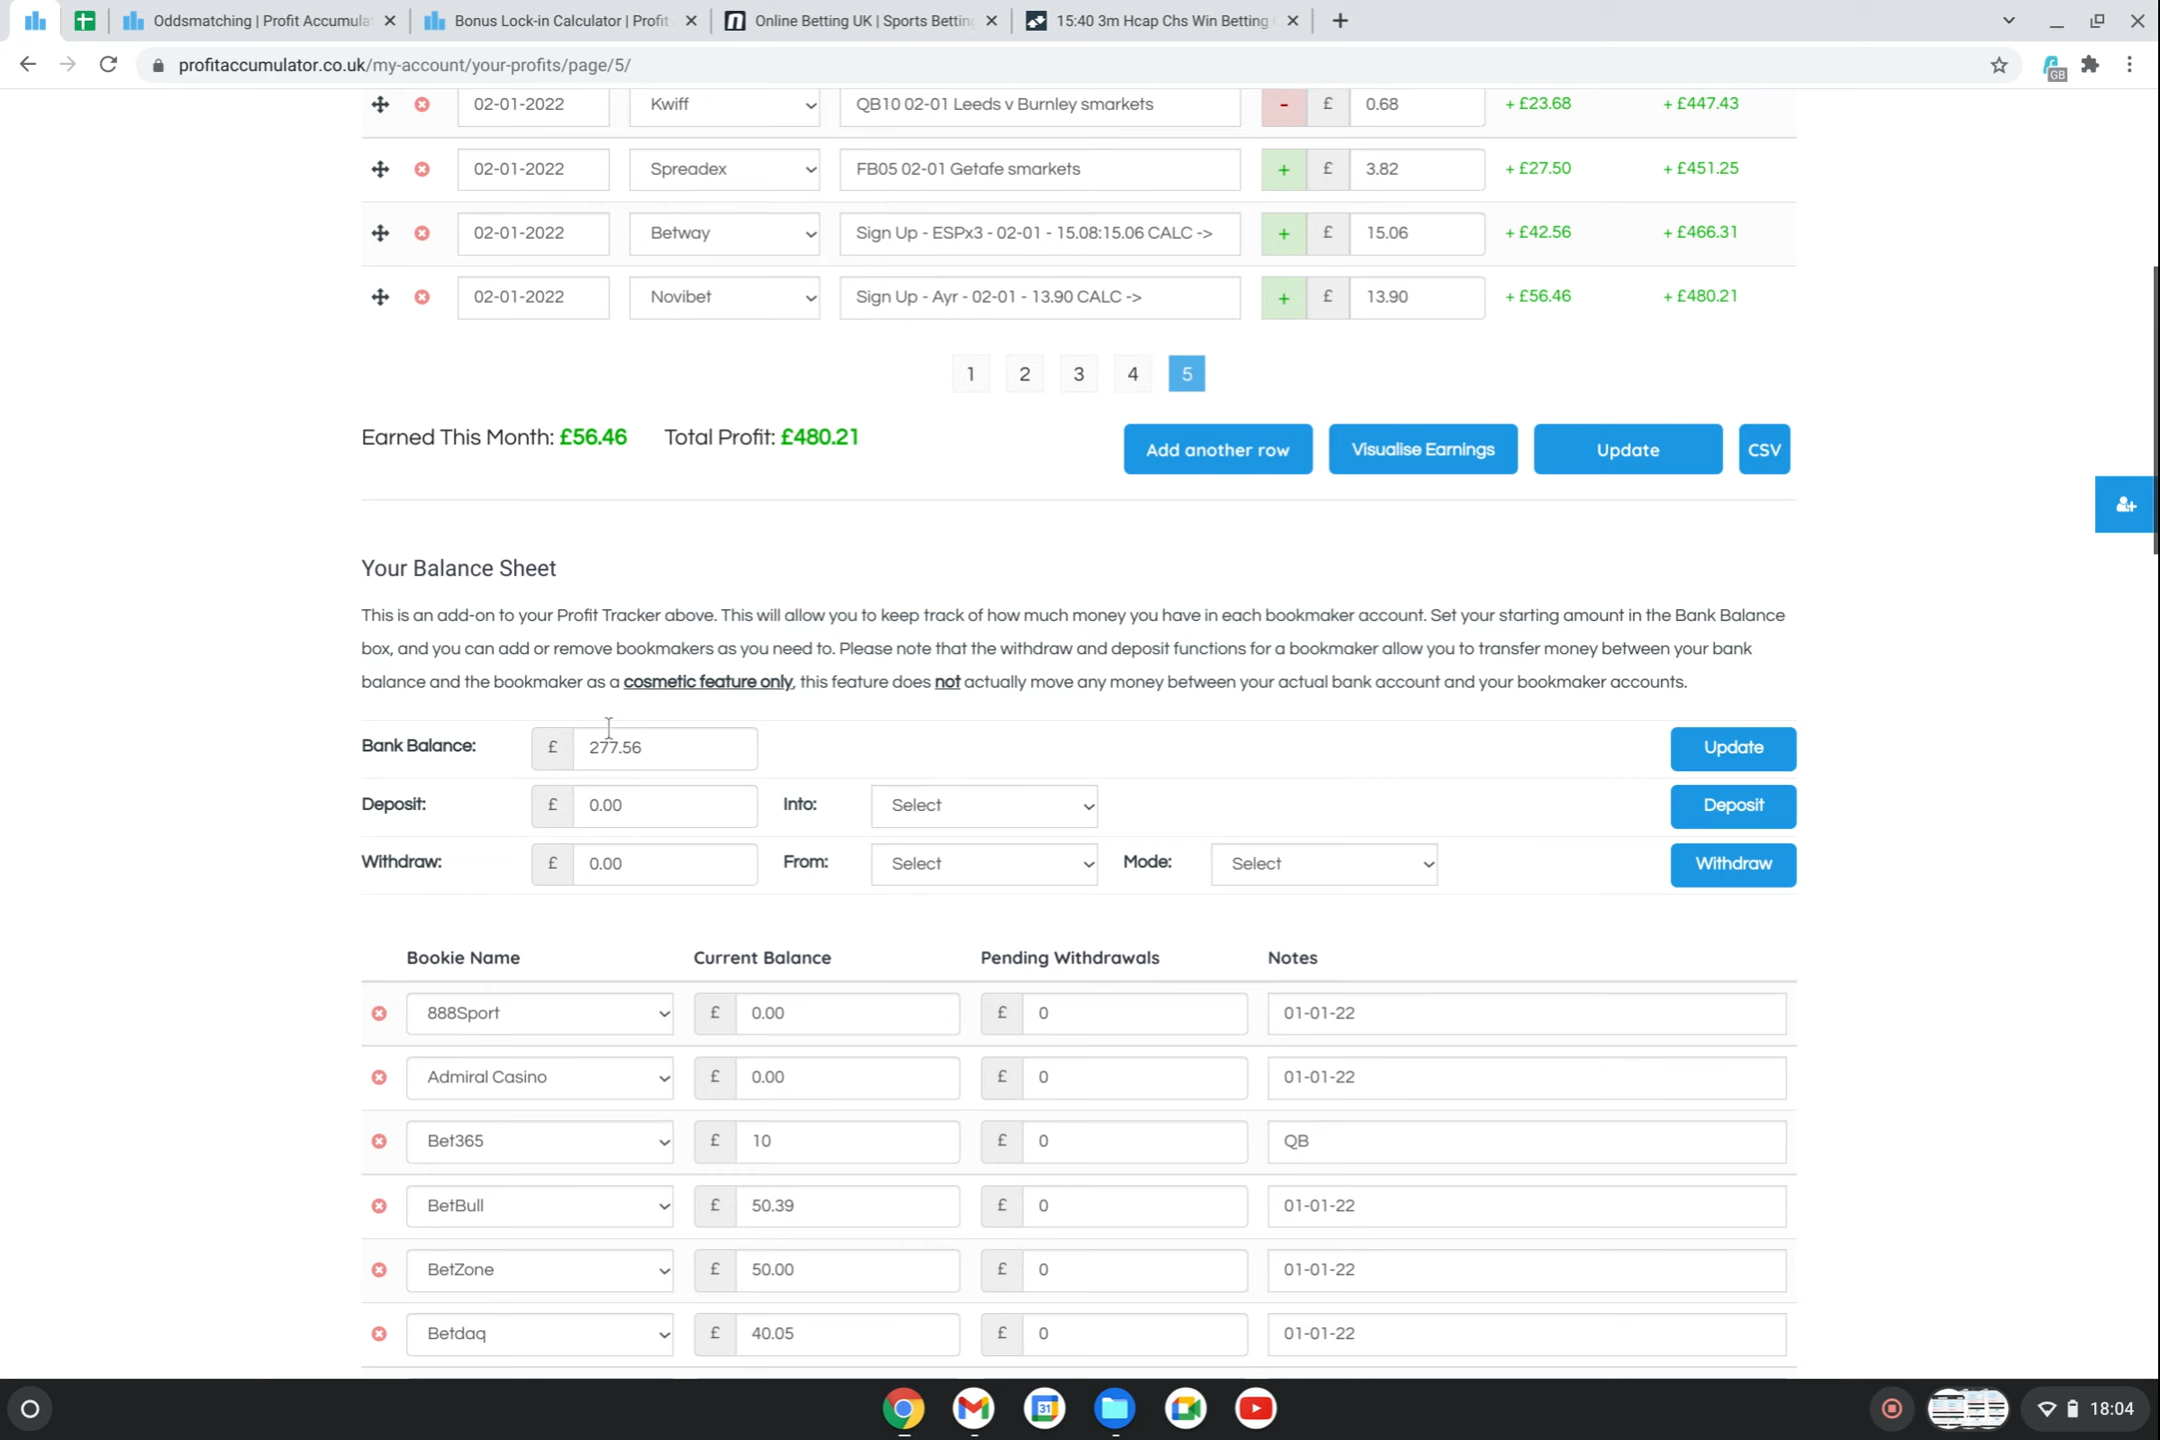 Oddsmatching | Profit Accumula
Bonus Lock-in Calculator | Profit
Online Betting UK | Sports Bettin
15:40 3m Hcap Chs Win Betting
profitaccumulator.co.uk/my-account/your-profits/page/5/
GB
02-01-2022 Kwiff QB10 02-01 Leeds v Burnley smarkets - £ 0.68 + £23.68 + £447.43
02-01-2022 Spreadex FB05 02-01 Getafe smarkets + £ 3.82 + £27.50 + £451.25
02-01-2022 Betway Sign Up - ESPx3 - 02-01 - 15.08:15.06 CALC -> + £ 15.06 + £42.56 + £466.31
02-01-2022 Novibet Sign Up - Ayr - 02-01 - 13.90 CALC -> + £ 13.90 + £56.46 + £480.21
1 2 3 4 5
Earned This Month: £56.46 Total Profit: £480.21 Add another row Visualise Earnings Update CSV
Your Balance Sheet
This is an add-on to your Profit Tracker above. This will allow you to keep track of how much money you have in each bookmaker account. Set your starting amount in the Bank Balance
box, and you can add or remove bookmakers as you need to. Please note that the withdraw and deposit functions for a bookmaker allow you to transfer money between your bank
balance and the bookmaker as a cosmetic feature only, this feature does not actually move any money between your actual bank account and your bookmaker accounts.
Bank Balance: £ 277.56 Update
Deposit: £ 0.00 Into: Select Deposit
Withdraw: £ 0.00 From: Select Mode: Select Withdraw
Bookie Name Current Balance Pending Withdrawals Notes
888Sport £ 0.00 £ 0 01-01-22
Admiral Casino £ 0.00 £ 0 01-01-22
Bet365 £ 10 £ 0 QB
BetBull £ 50.39 £ 0 01-01-22
BetZone £ 50.00 £ 0 01-01-22
Betdaq £ 40.05 £ 0 01-01-22
31
18:04